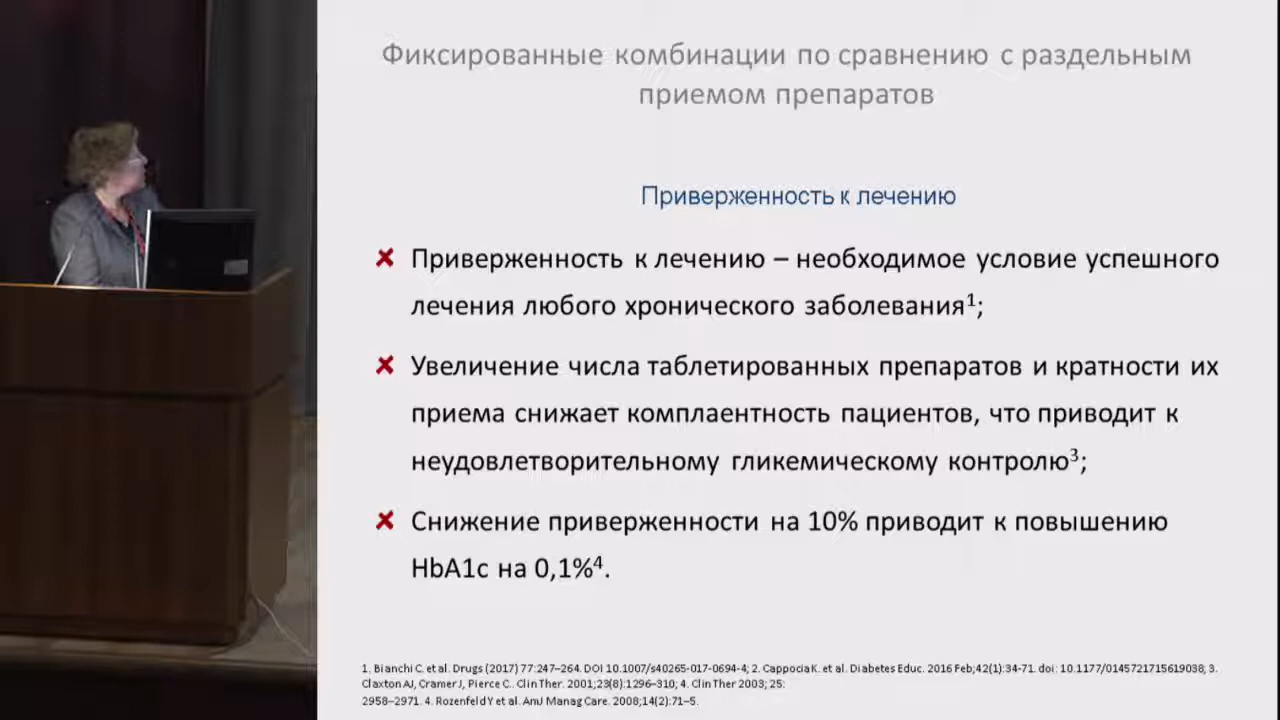 Фиксированные комбинации по сравнению с раздельным
приемом препаратов
Приверженность к лечению
✘ Приверженность к лечению – необходимое условие успешного
лечения любого хронического заболевания¹;
✘ Увеличение числа таблетированных препаратов и кратности их
приема снижает комплаентность пациентов, что приводит к
неудовлетворительному гликемическому контролю³;
✘ Снижение приверженности на 10% приводит к повышению
HbA1c на 0,1%⁴.
1. Bianchi C. et al. Drugs (2017) 77:247–264. DOI 10.1007/s40265-017-0694-4; 2. Cappocia K. et al. Diabetes Educ. 2016 Feb;42(1):34-71. doi: 10.1177/0145721715619038; 3.
Claxton AJ, Cramer J, Pierce C.. Clin Ther. 2001;23(8):1296–310; 4. Clin Ther 2003; 25:
2958–2971. 4. Rozenfeld Y et al. AmJ Manag Care. 2008;14(2):71–5.